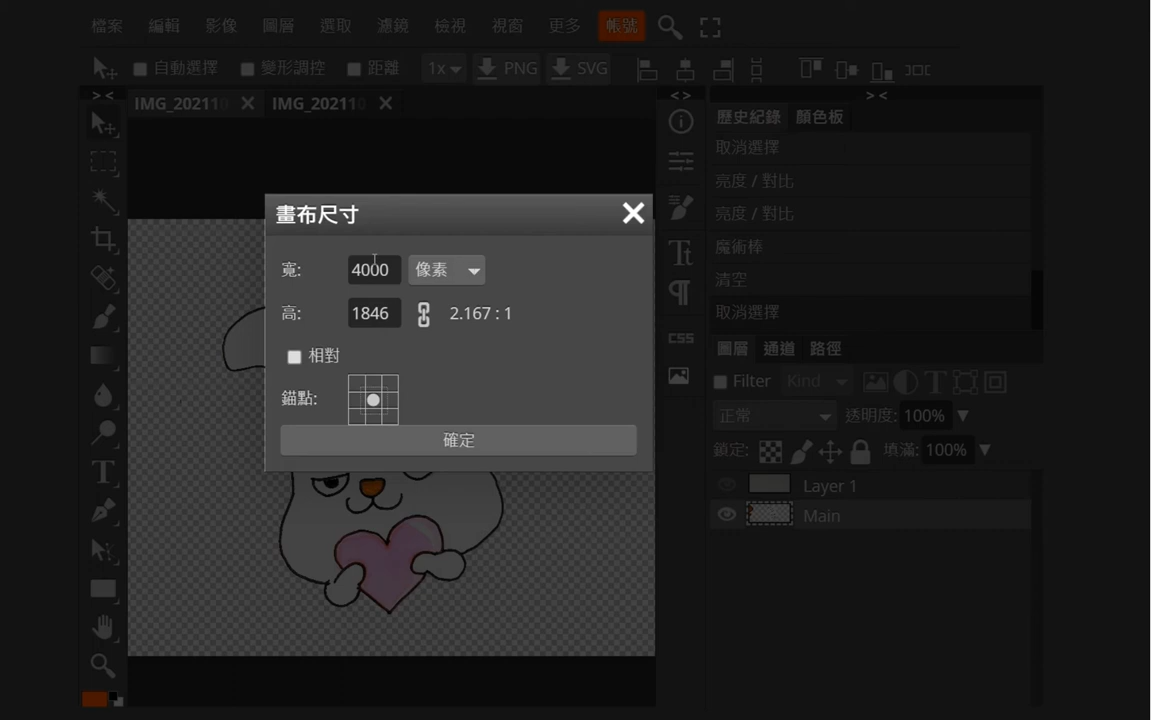 檔案 編輯 影像 圖層 選取 濾鏡 檢視 視窗 更多 帳號
自動選擇 變形調控 距離 1x PNG SVG
> < IMG_20211 IMG_20211 < > > <
歷史紀錄 顏色板
取消選擇
亮度 / 對比
亮度 / 對比
魔術棒
清空
取消選擇
畫布尺寸
寬: 4000 像素
高: 1846 2.167 : 1
相對
錨點:
確定
CSS
圖層 通道 路徑
Filter Kind
正常 透明度: 100%
鎖定: 填滿: 100%
Layer 1
Main